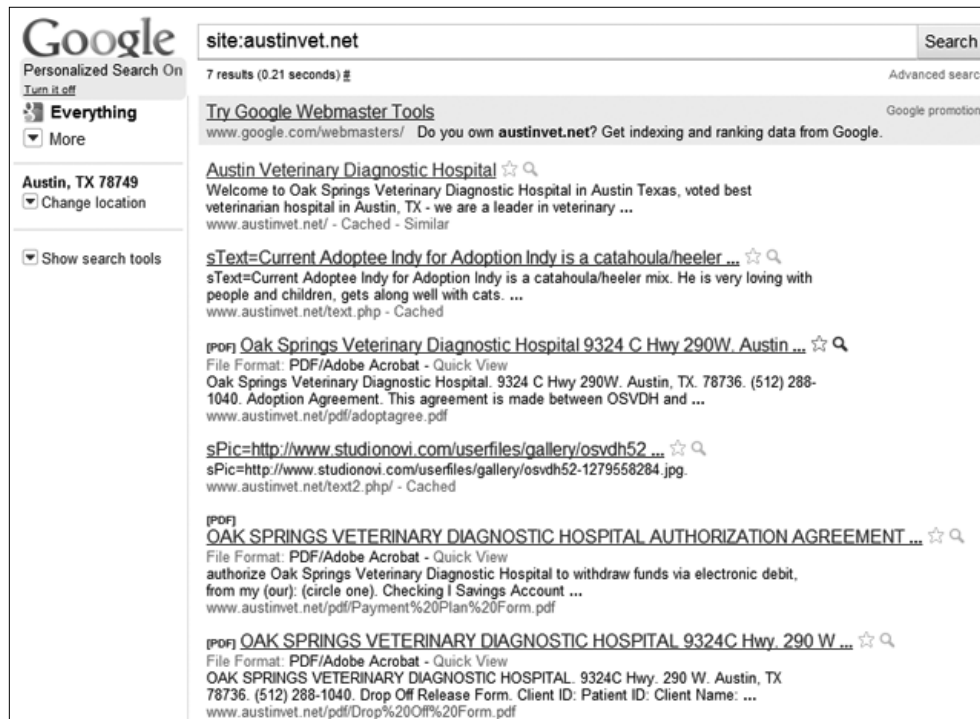 Google
site:austinvet.net
Search
Personalized Search On
Turn it off
7 results (0.21 seconds) #
Advanced searc
Everything
More
Austin, TX 78749
Change location
Show search tools
Try Google Webmaster Tools
Google promotion
www.google.com/webmasters/ Do you own austinvet.net? Get indexing and ranking data from Google.
Austin Veterinary Diagnostic Hospital
Welcome to Oak Springs Veterinary Diagnostic Hospital in Austin Texas, voted best
veterinarian hospital in Austin, TX - we are a leader in veterinary ...
www.austinvet.net/ - Cached - Similar
sText=Current Adoptee Indy for Adoption Indy is a catahoula/heeler ...
sText=Current Adoptee Indy for Adoption Indy is a catahoula/heeler mix. He is very loving with
people and children, gets along well with cats. ...
www.austinvet.net/text.php - Cached
[PDF] Oak Springs Veterinary Diagnostic Hospital 9324 C Hwy 290W. Austin ...
File Format: PDF/Adobe Acrobat - Quick View
Oak Springs Veterinary Diagnostic Hospital. 9324 C Hwy 290W. Austin, TX. 78736. (512) 288-
1040. Adoption Agreement. This agreement is made between OSVDH and ...
www.austinvet.net/pdf/adoptagree.pdf
sPic=http://www.studionovi.com/userfiles/gallery/osvdh52 ...
sPic=http://www.studionovi.com/userfiles/gallery/osvdh52-1279558284.jpg.
www.austinvet.net/text2.php/ - Cached
[PDF]
OAK SPRINGS VETERINARY DIAGNOSTIC HOSPITAL AUTHORIZATION AGREEMENT ...
File Format: PDF/Adobe Acrobat - Quick View
authorize Oak Springs Veterinary Diagnostic Hospital to withdraw funds via electronic debit,
from my (our): (circle one). Checking I Savings Account ...
www.austinvet.net/pdf/Payment%20Plan%20Form.pdf
[PDF] OAK SPRINGS VETERINARY DIAGNOSTIC HOSPITAL 9324C Hwy. 290 W ...
File Format: PDF/Adobe Acrobat - Quick View
OAK SPRINGS VETERINARY DIAGNOSTIC HOSPITAL. 9324C Hwy. 290 W. Austin, TX
78736. (512) 288-1040. Drop Off Release Form. Client ID: Patient ID: Client Name: ...
www.austinvet.net/pdf/Drop%20Off%20Form.pdf